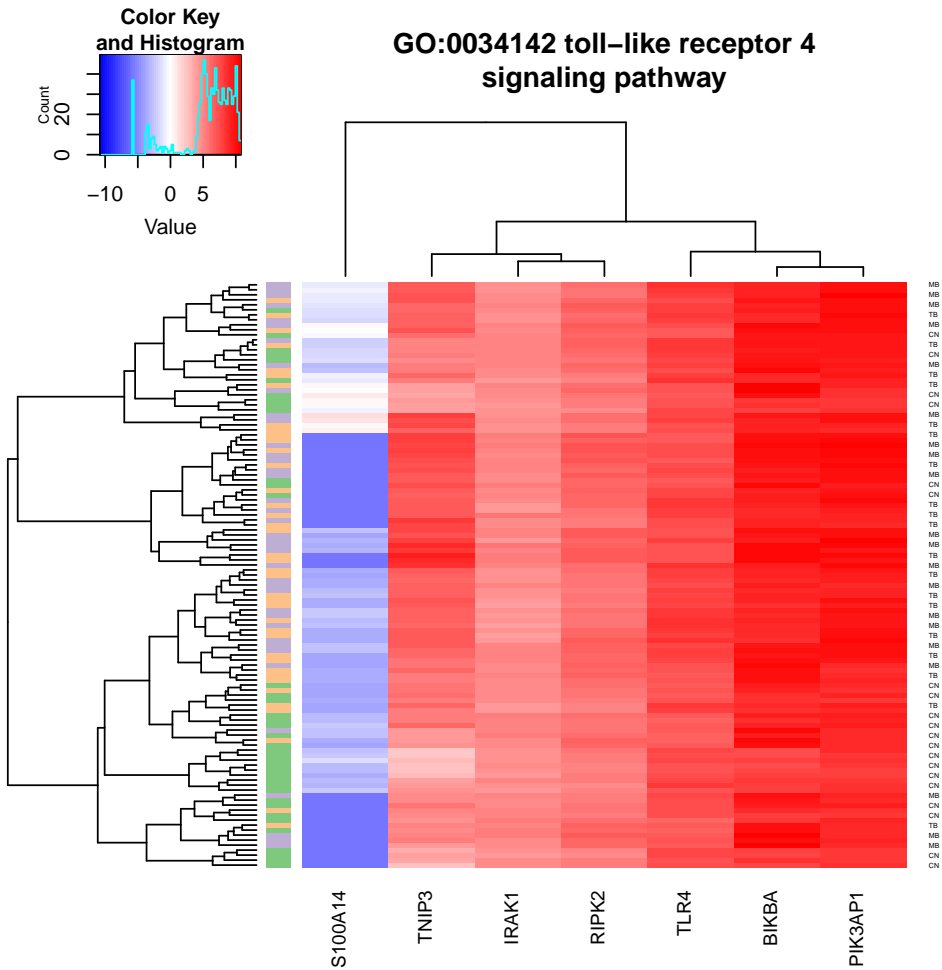 Color Key
and Histogram
Count
0
20
−10
0
5
Value
GO:0034142 toll−like receptor 4
signaling pathway
MB
MB
MB
TB
MB
CN
TB
CN
MB
TB
TB
CN
CN
MB
TB
TB
MB
MB
TB
MB
CN
CN
TB
TB
TB
MB
MB
TB
MB
TB
MB
TB
TB
MB
MB
TB
MB
TB
MB
TB
CN
CN
TB
CN
CN
CN
CN
CN
CN
CN
CN
MB
CN
CN
TB
MB
MB
CN
CN
S100A14
TNIP3
IRAK1
RIPK2
TLR4
BIKBA
PIK3AP1